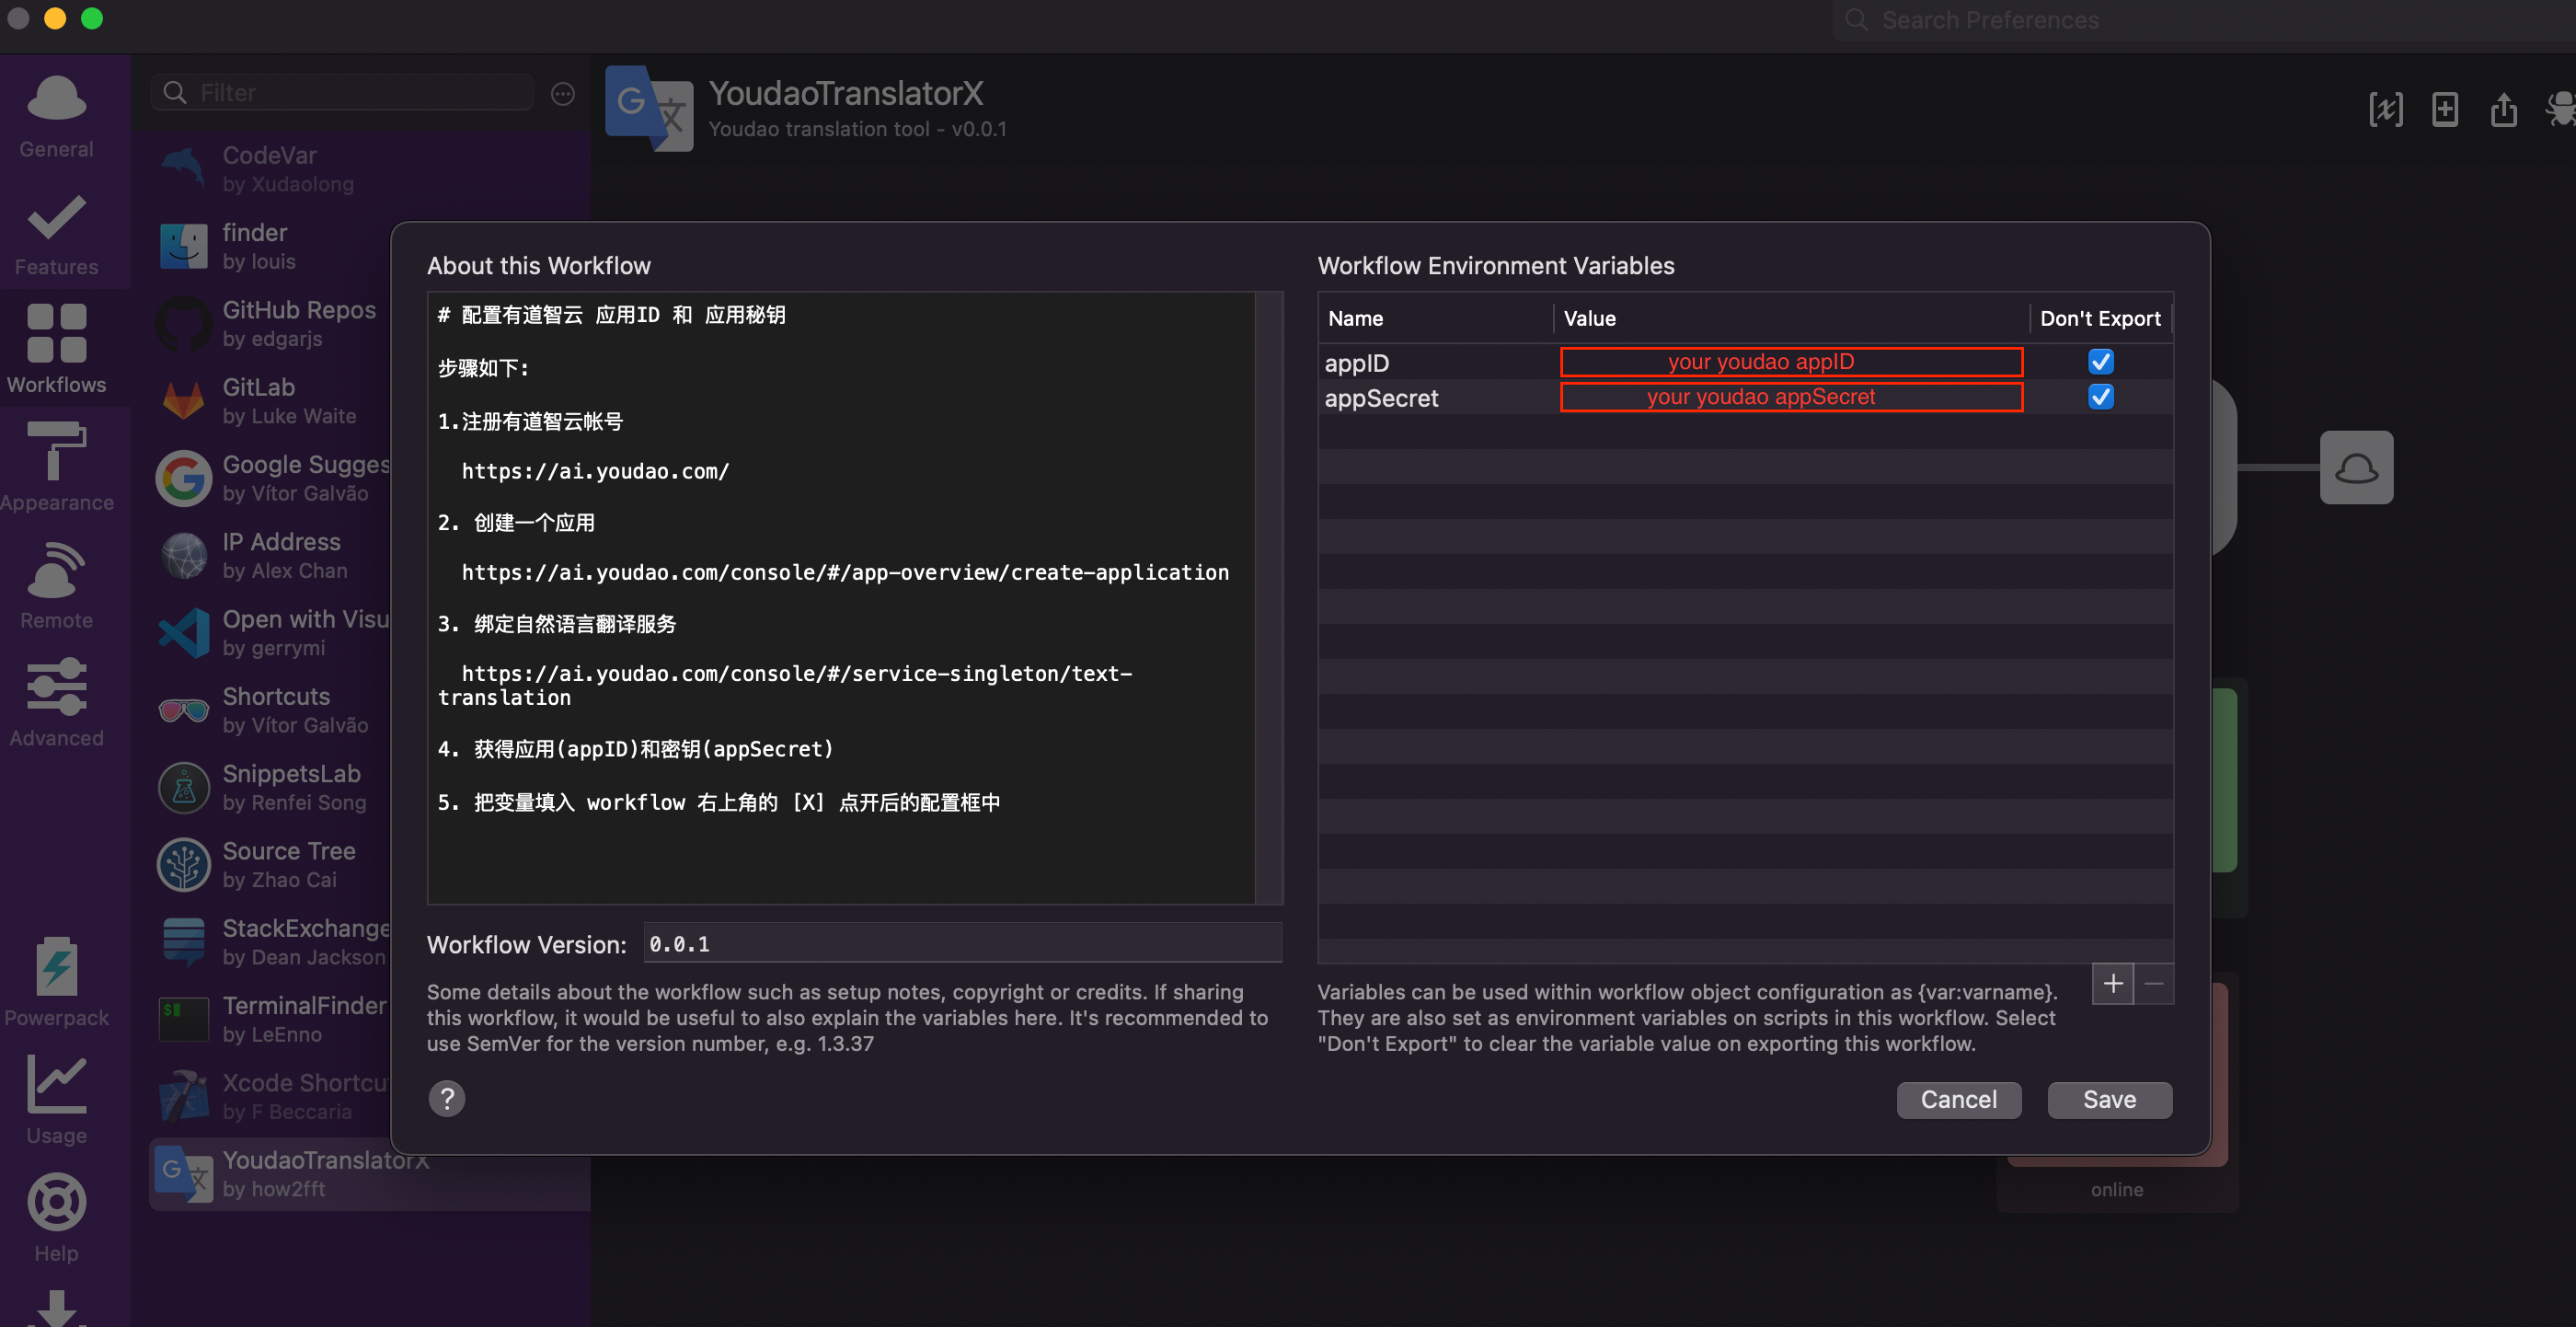 Search Preferences
General
Features
Workflows
Appearance
Remote
Advanced
Powerpack
Usage
Help
Filter
CodeVar
by Xudaolong
finder
by louis
GitHub Repos
by edgarjs
GitLab
by Luke Waite
Google Sugges
by Vítor Galvão
IP Address
by Alex Chan
Open with Visu
by gerrymi
Shortcuts
by Vítor Galvão
SnippetsLab
by Renfei Song
Source Tree
by Zhao Cai
StackExchange
by Dean Jackson
TerminalFinder
by LeEnno
Xcode Shortcu
by F Beccaria
YoudaoTranslatorX
by how2fft
YoudaoTranslatorX
Youdao translation tool - v0.0.1
About this Workflow
# 配置有道智云 应用ID 和 应用秘钥
步骤如下:
1.注册有道智云帐号
https://ai.youdao.com/
2. 创建一个应用
https://ai.youdao.com/console/#/app-overview/create-application
3. 绑定自然语言翻译服务
https://ai.youdao.com/console/#/service-singleton/text-
translation
4. 获得应用(appID)和密钥(appSecret)
5. 把变量填入 workflow 右上角的 [X] 点开后的配置框中
Workflow Version: 0.0.1
Some details about the workflow such as setup notes, copyright or credits. If sharing
this workflow, it would be useful to also explain the variables here. It's recommended to
use SemVer for the version number, e.g. 1.3.37
?
Workflow Environment Variables
Name Value Don't Export
appID your youdao appID
appSecret your youdao appSecret
Variables can be used within workflow object configuration as {var:varname}.
They are also set as environment variables on scripts in this workflow. Select
"Don't Export" to clear the variable value on exporting this workflow.
Cancel Save
online